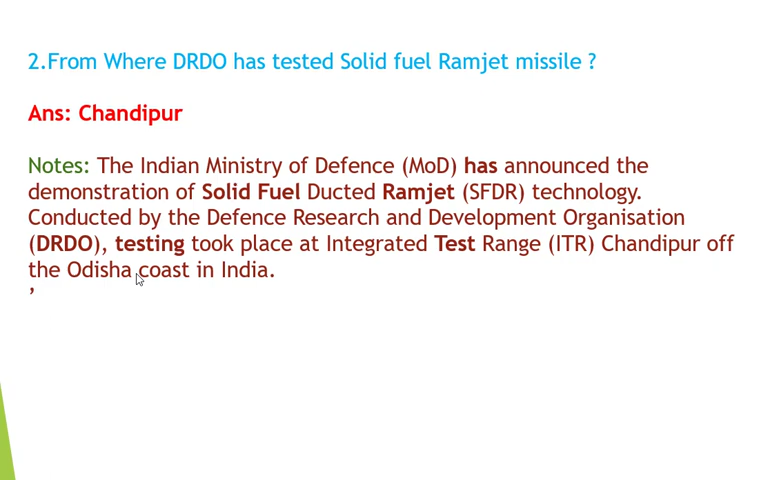 2.From Where DRDO has tested Solid fuel Ramjet missile ?
Ans: Chandipur
Notes: The Indian Ministry of Defence (MoD) has announced the
demonstration of Solid Fuel Ducted Ramjet (SFDR) technology.
Conducted by the Defence Research and Development Organisation
(DRDO), testing took place at Integrated Test Range (ITR) Chandipur off
the Odisha coast in India.
,